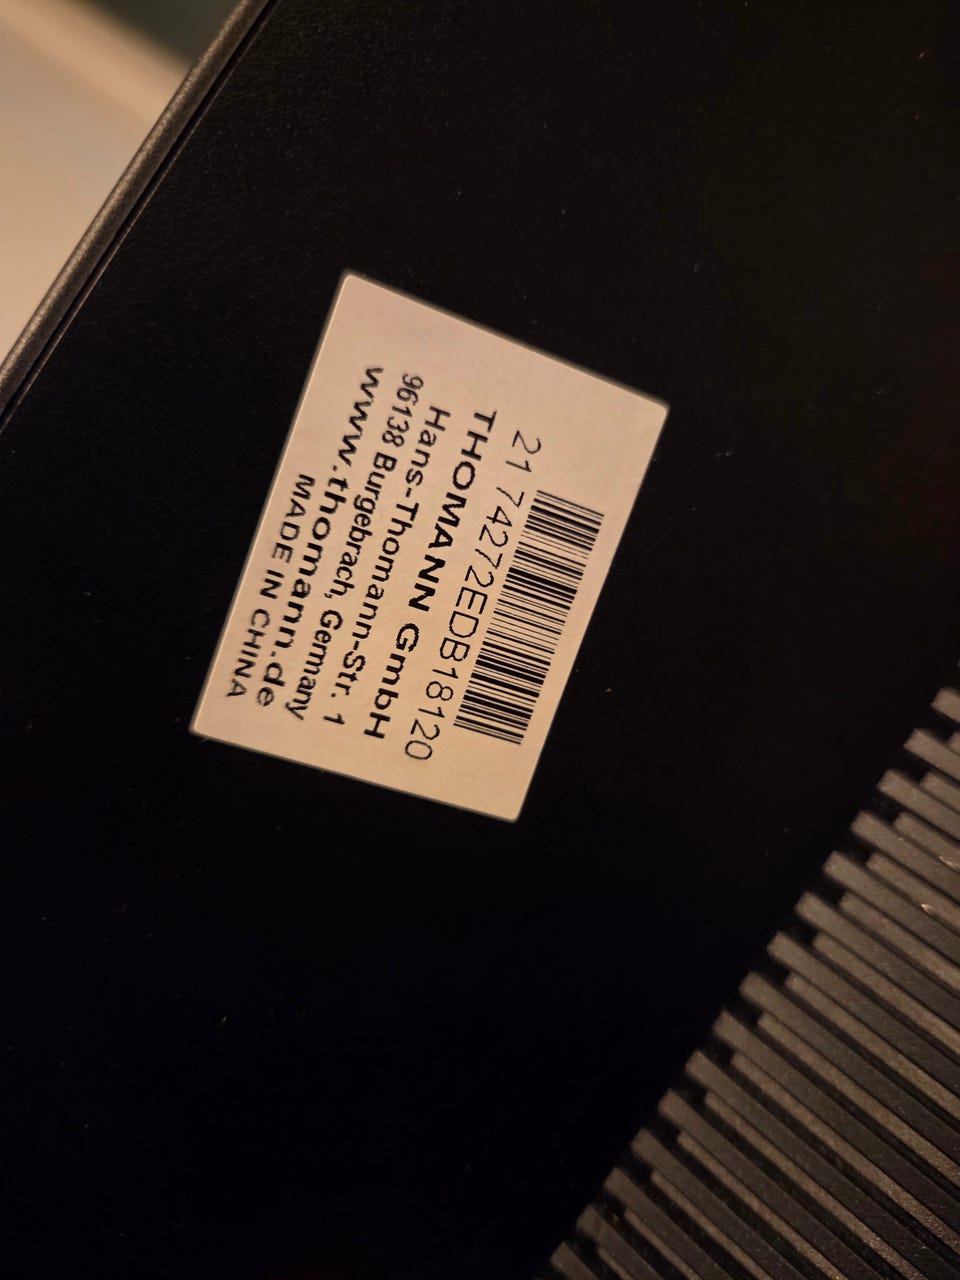 21 74272EDB18120
THOMANN GmbH
Hans-Thomann-Str. 1
96138 Burgebrach, Germany
www.thomann.de
MADE IN CHINA